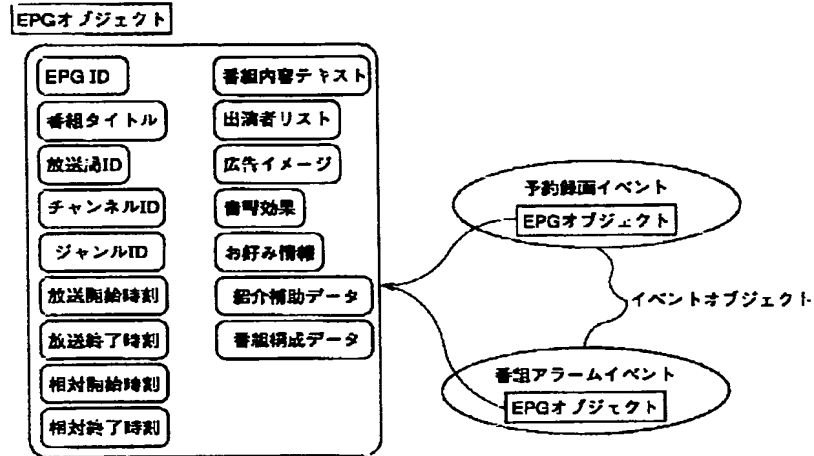 EPGオブジェクト
EPG ID
番組タイトル
放送局ID
チャンネルID
ジャンルID
放送開始時刻
放送終了時刻
相対開始時刻
相対終了時刻
番組内容テキスト
出演者リスト
広告イメージ
音響効果
お好み情報
紹介補助データ
番組構成データ
予約録画イベント
EPGオブジェクト
イベントオブジェクト
番組アラームイベント
EPGオブジェクト